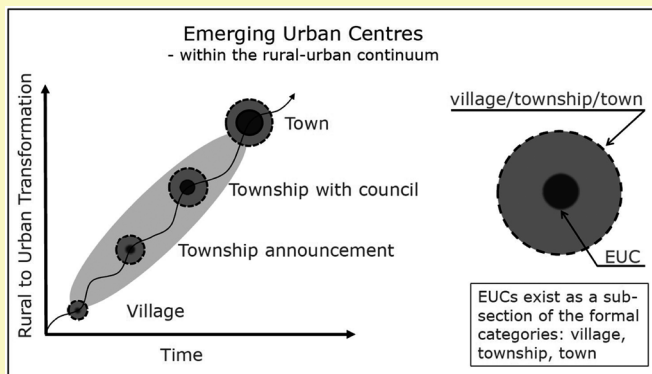 Emerging Urban Centres
- within the rural-urban continuum
Rural to Urban Transformation
Town
Township with council
Township announcement
Village
Time
village/township/town
EUC
EUCs exist as a sub-
section of the formal
categories: village,
township, town